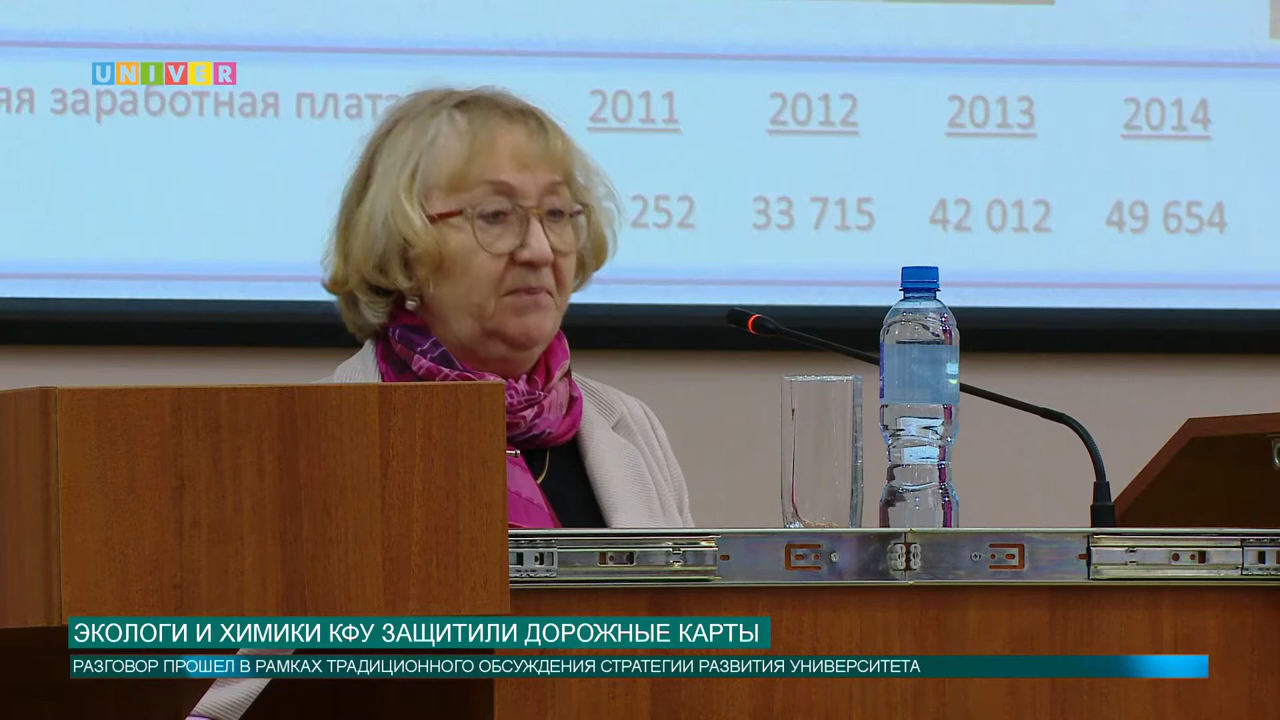 UNIVER
заработная плата 2011 2012 2013 2014
252 33 715 42 012 49 654
ЭКОЛОГИ И ХИМИКИ КФУ ЗАЩИТИЛИ ДОРОЖНЫЕ КАРТЫ
РАЗГОВОР ПРОШЕЛ В РАМКАХ ТРАДИЦИОННОГО ОБСУЖДЕНИЯ СТРАТЕГИИ РАЗВИТИЯ УНИВЕРСИТЕТА